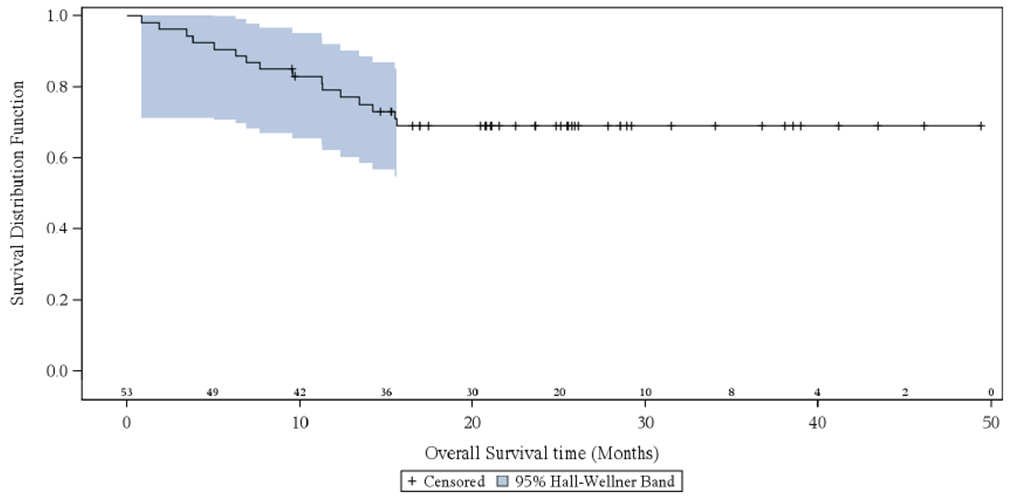 Survival Distribution Function
1.0
0.8
0.6
0.4
0.2
0.0
53 49 42 36 30 20 10 8 4 2 0
0 10 20 30 40 50
Overall Survival time (Months)
+ Censored 95% Hall-Wellner Band